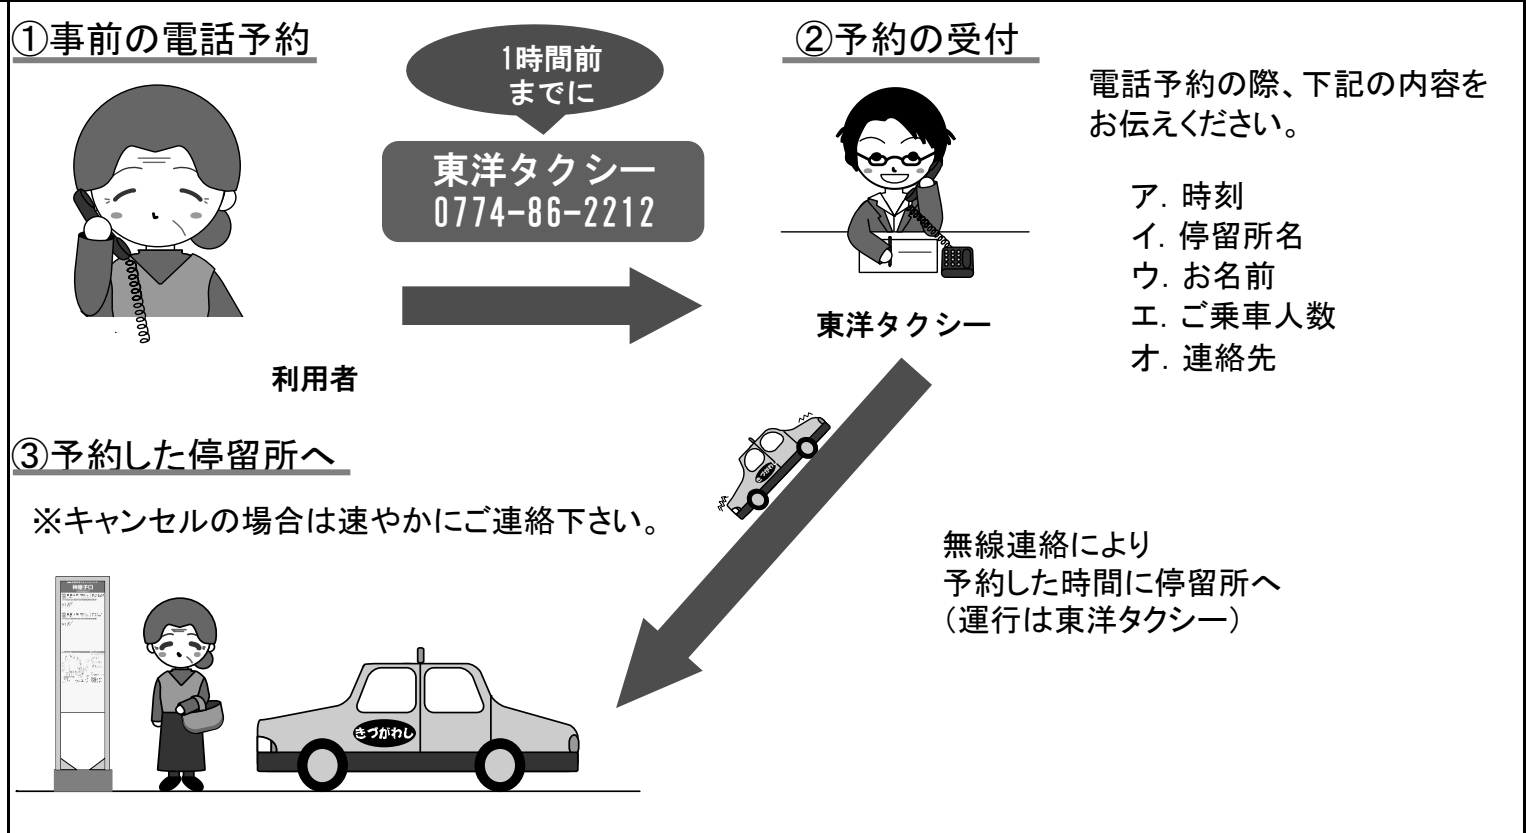 ①事前の電話予約
1時間前
までに
東洋タクシー
0774-86-2212
利用者
②予約の受付
東洋タクシー
電話予約の際、下記の内容を
お伝えください。
ア. 時刻
イ. 停留所名
ウ. お名前
エ. ご乗車人数
オ. 連絡先
③予約した停留所へ
※キャンセルの場合は速やかにご連絡下さい。
無線連絡により
予約した時間に停留所へ
（運行は東洋タクシー）
きづがわし